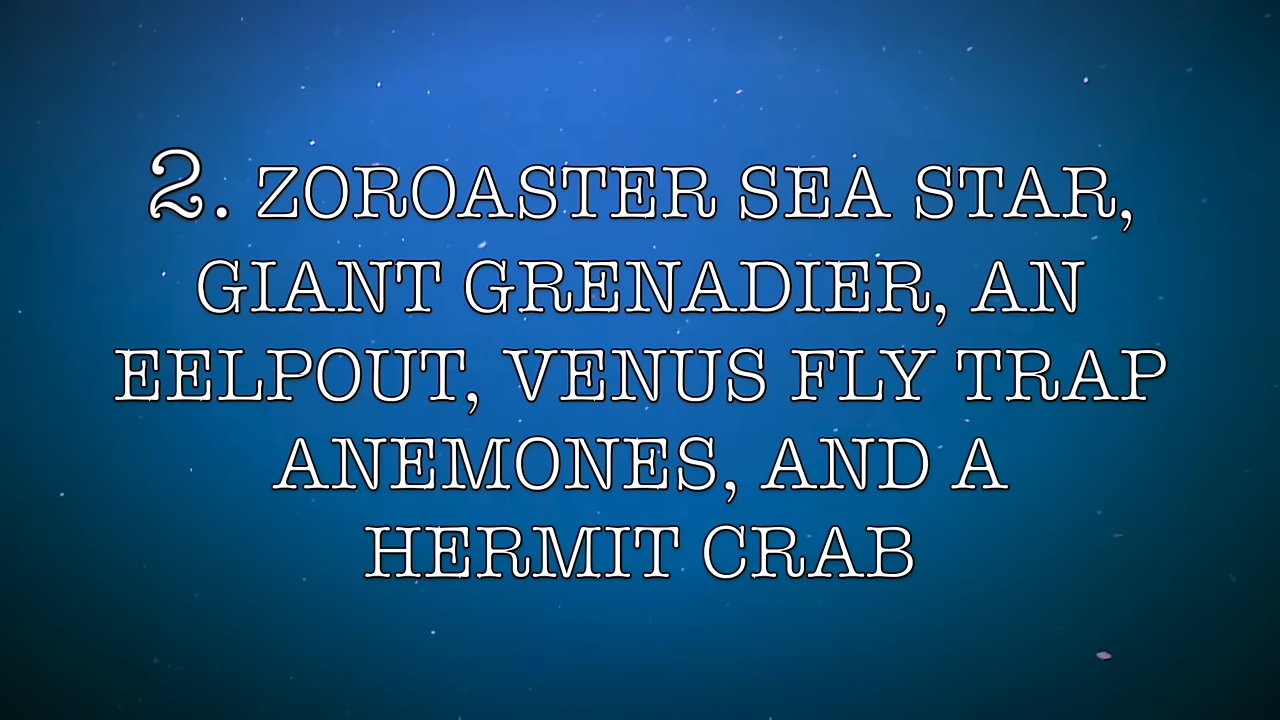 2. ZOROASTER SEA STAR,
GIANT GRENADIER, AN
EELPOUT, VENUS FLY TRAP
ANEMONES, AND A
HERMIT CRAB